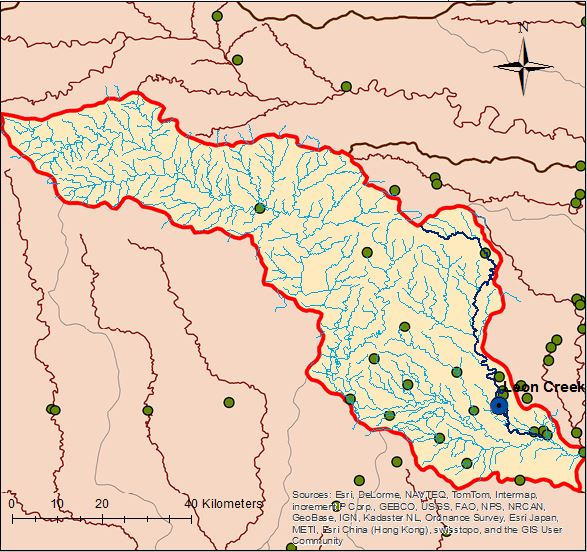 N
Leon Creek
0 10 20 40 Kilometers
Sources: Esri, DeLorme, NAVTEQ, TomTom, Intermap,
increment P Corp., GEBCO, USGS, FAO, NPS, NRCAN,
GeoBase, IGN, Kadaster NL, Ordnance Survey, Esri Japan,
METI, Esri China (Hong Kong), swisstopo, and the GIS User
Community